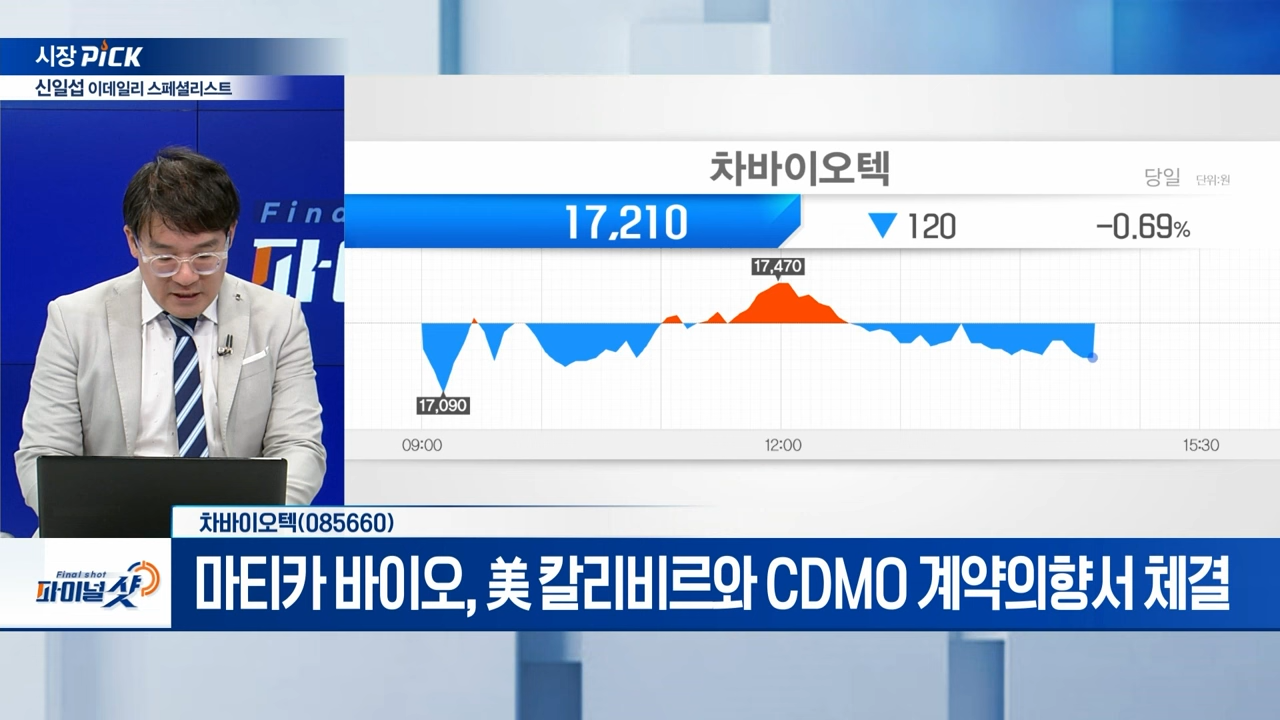 시장 PiCK
신일섭 이데일리 스페셜리스트
Fina
파이
차바이오텍
당일 단위:원
17,210 ▼ 120 -0.69%
17,470
17,090
09:00 12:00 15:30
차바이오텍(085660)
Final shot
파이널샷
마티카 바이오, 美 칼리비르와 CDMO 계약의향서 체결